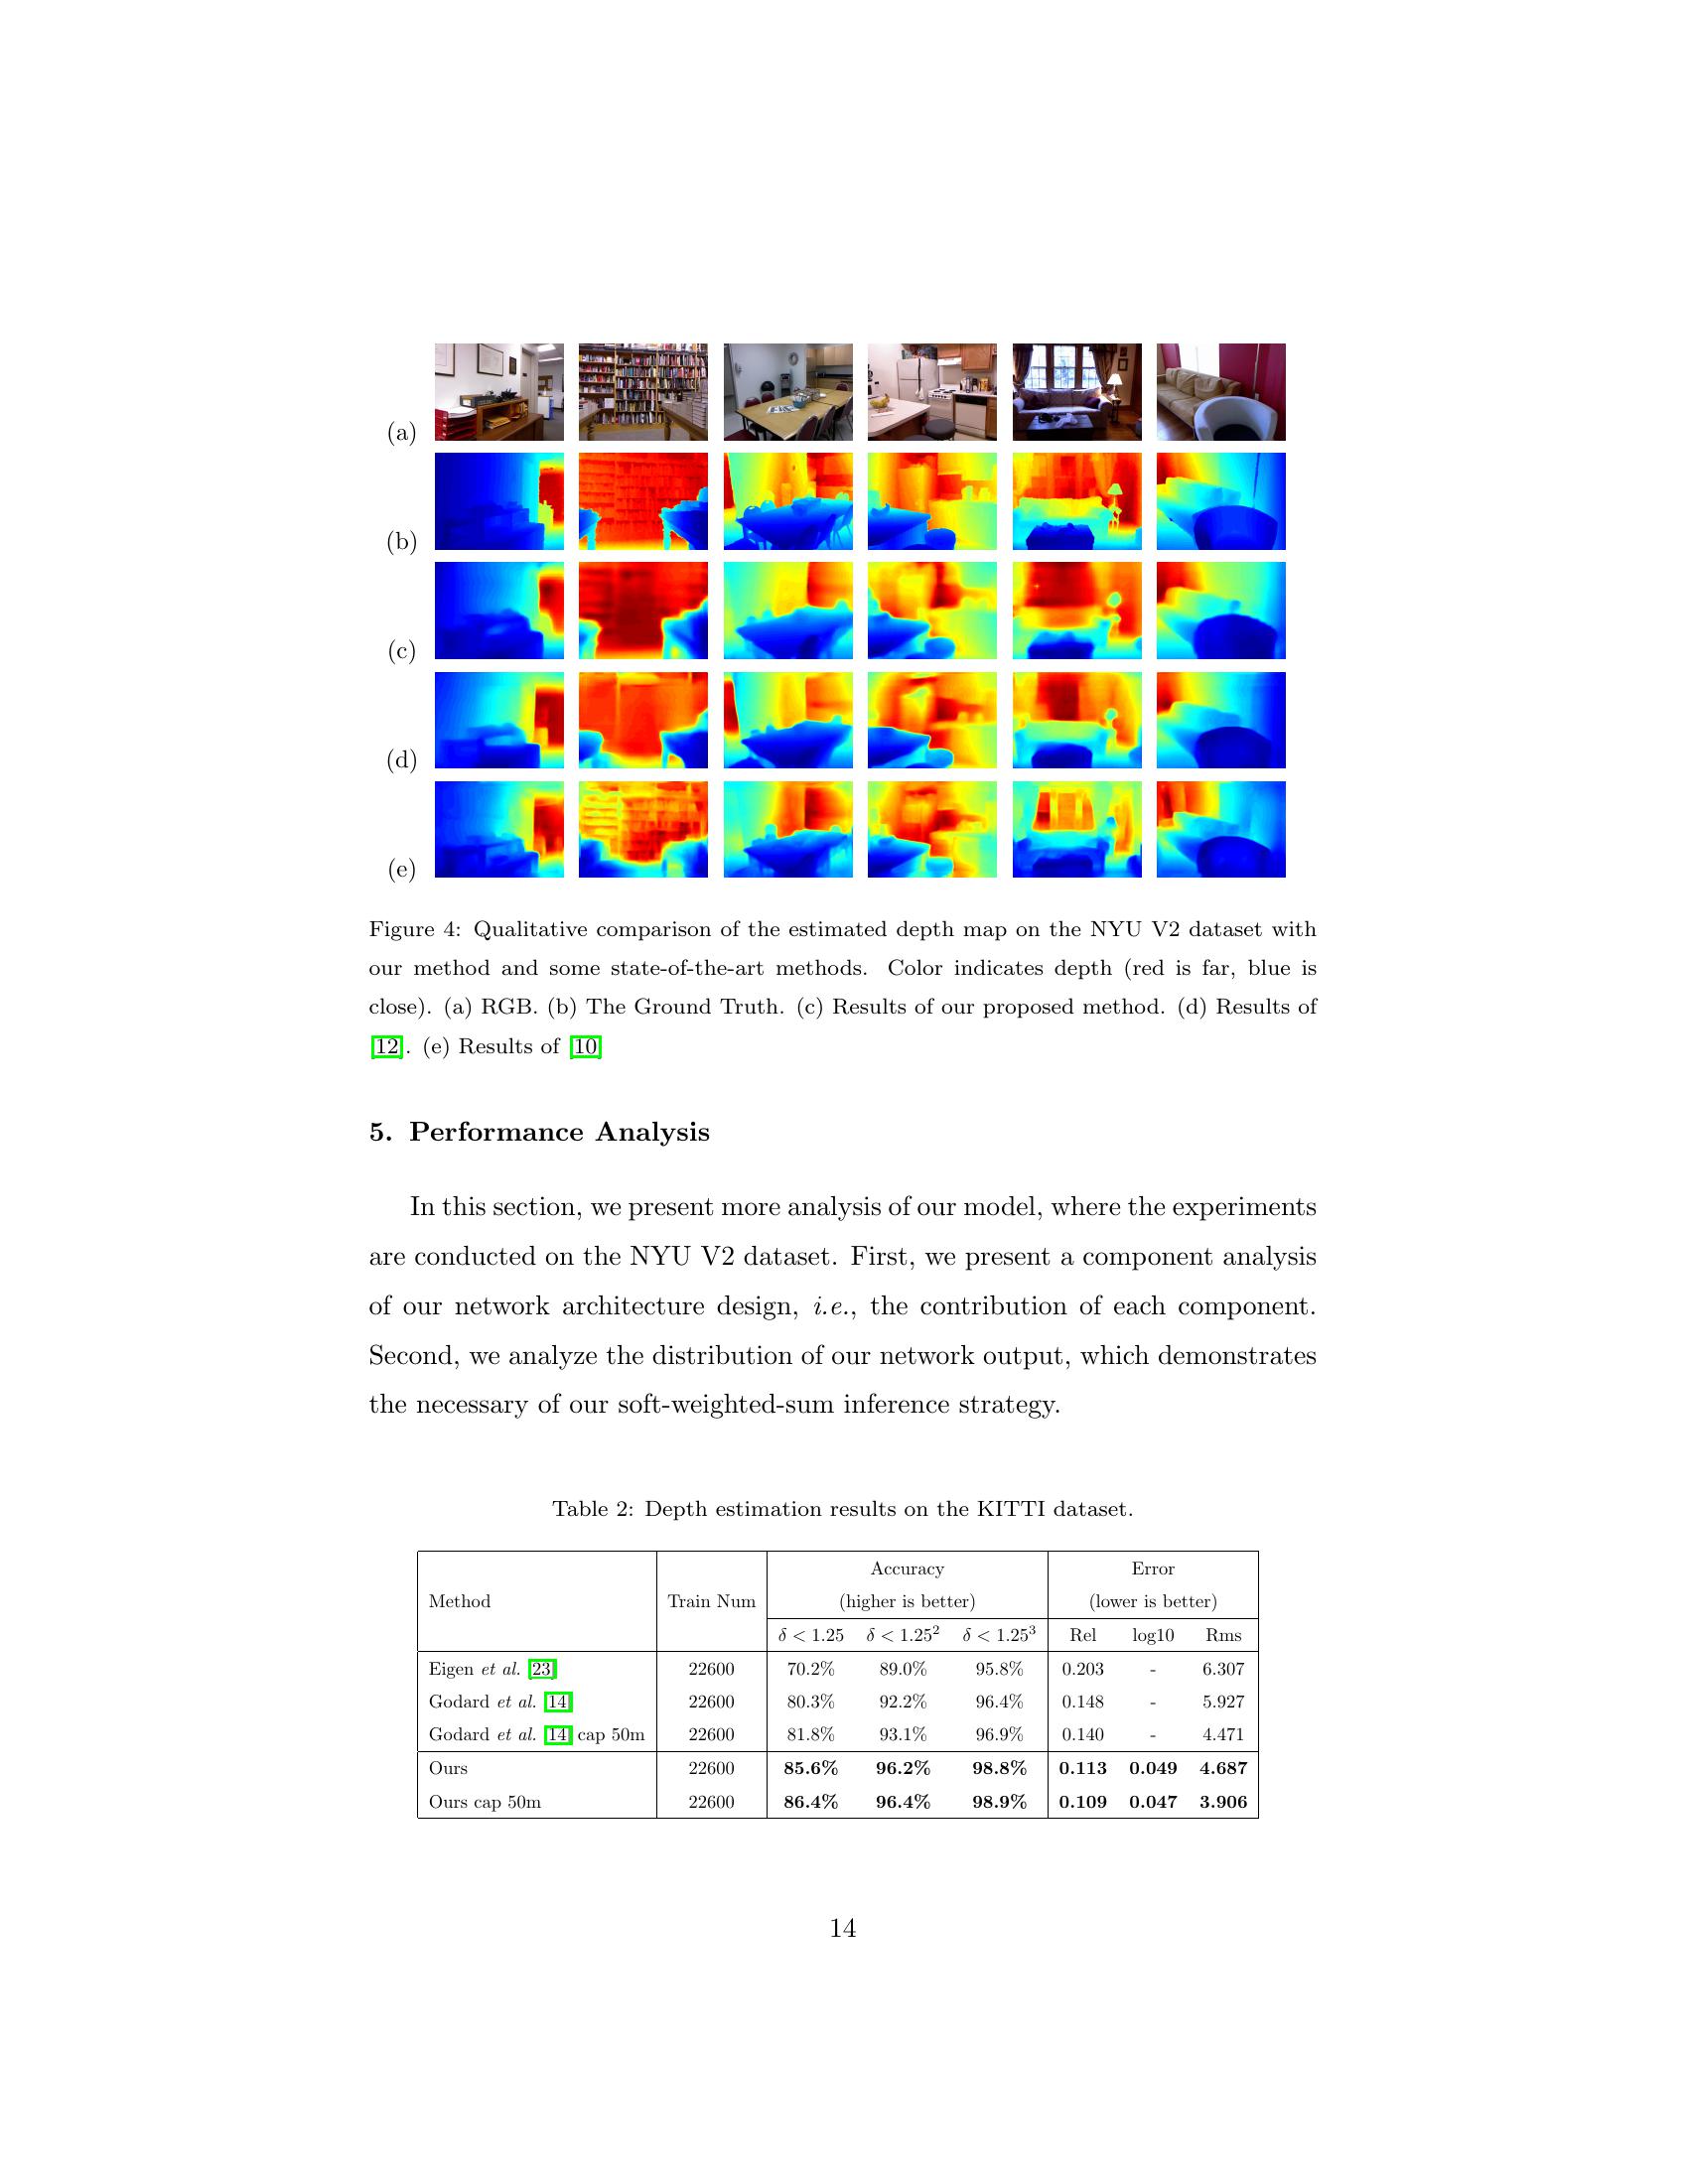 (a)
(b)
(c)
(d)
(e)
Figure 4: Qualitative comparison of the estimated depth map on the NYU V2 dataset with
our method and some state-of-the-art methods. Color indicates depth (red is far, blue is
close). (a) RGB. (b) The Ground Truth. (c) Results of our proposed method. (d) Results of
[12]. (e) Results of [10]
5. Performance Analysis
In this section, we present more analysis of our model, where the experiments
are conducted on the NYU V2 dataset. First, we present a component analysis
of our network architecture design, i.e., the contribution of each component.
Second, we analyze the distribution of our network output, which demonstrates
the necessary of our soft-weighted-sum inference strategy.
Table 2: Depth estimation results on the KITTI dataset.
Accuracy Error
Method Train Num (higher is better) (lower is better)
δ < 1.25 δ < 1.25² δ < 1.25³ Rel log10 Rms
Eigen et al. [23] 22600 70.2% 89.0% 95.8% 0.203 - 6.307
Godard et al. [14] 22600 80.3% 92.2% 96.4% 0.148 - 5.927
Godard et al. [14] cap 50m 22600 81.8% 93.1% 96.9% 0.140 - 4.471
Ours 22600 85.6% 96.2% 98.8% 0.113 0.049 4.687
Ours cap 50m 22600 86.4% 96.4% 98.9% 0.109 0.047 3.906
14